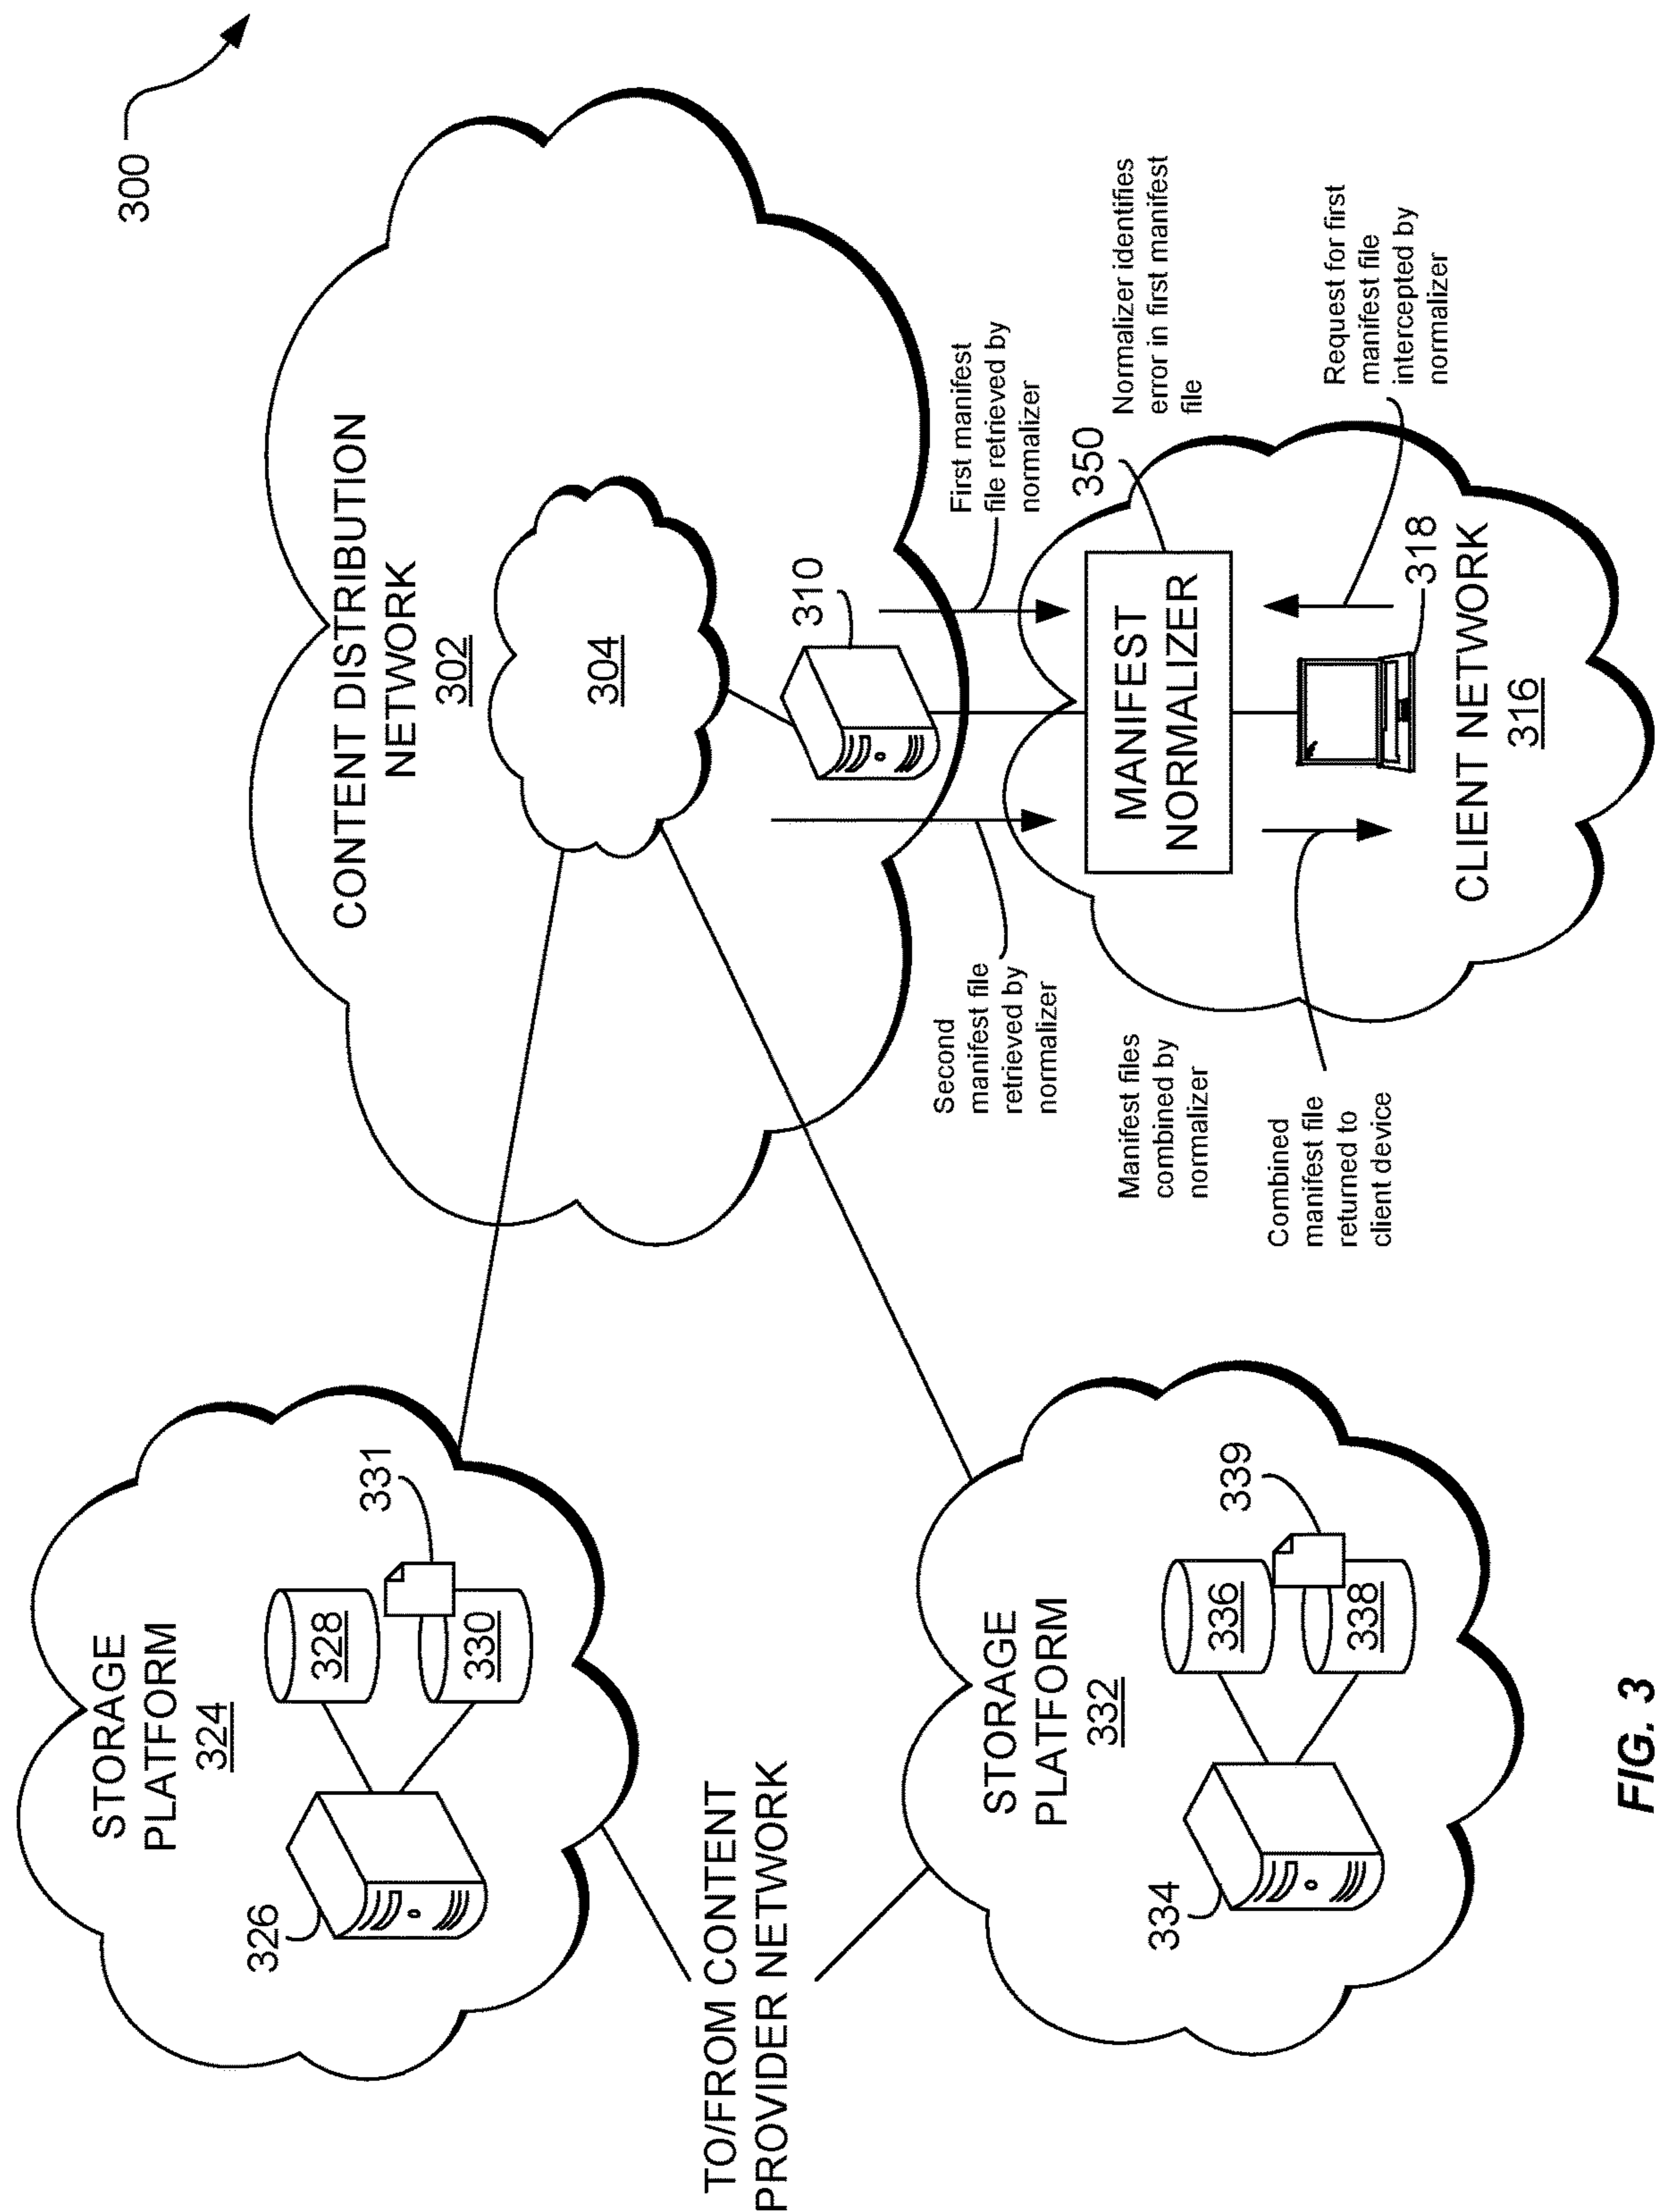 300
CONTENT DISTRIBUTION
NETWORK
302
304
310
First manifest
file retrieved by
normalizer
Second
manifest file
retrieved by
normalizer
350
Normalizer identifies
error in first manifest
file
MANIFEST
NORMALIZER
Manifest files
combined by
normalizer
Request for first
manifest file
intercepted by
normalizer
Combined
manifest file
returned to
client device
318
CLIENT NETWORK
316
STORAGE
PLATFORM
324
326
328
330
331
TO/FROM CONTENT
PROVIDER NETWORK
STORAGE
PLATFORM
332
334
336
338
339
FIG. 3